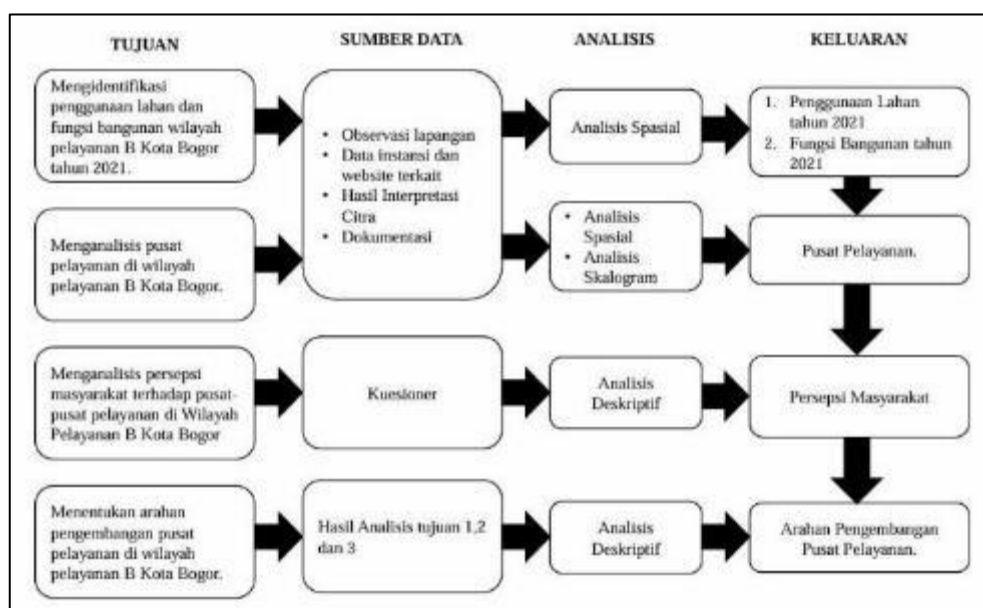 TUJUAN
SUMBER DATA
ANALISIS
KELUARAN
Mengidentifikasi
penggunaan lahan dan
fungsi bangunan wilayah
pelayanan B Kota Bogor
tahun 2021.
• Observasi lapangan
• Data instansi dan
website terkait
• Hasil Interpretasi
Citra
• Dokumentasi
Analisis Spasial
1. Penggunaan Lahan
tahun 2021
2. Fungsi Bangunan tahun
2021
Menganalisis pusat
pelayanan di wilayah
pelayanan B Kota Bogor.
• Analisis
Spasial
• Analisis
Skalogram
Pusat Pelayanan.
Menganalisis persepsi
masyarakat terhadap pusat-
pusat pelayanan di Wilayah
Pelayanan B Kota Bogor
Kuesioner
Analisis
Deskriptif
Persepsi Masyarakat
Menentukan arahan
pengembangan pusat
pelayanan di wilayah
pelayanan B Kota Bogor.
Hasil Analisis tujuan 1,2
dan 3
Analisis
Deskriptif
Arahan Pengembangan
Pusat Pelayanan.